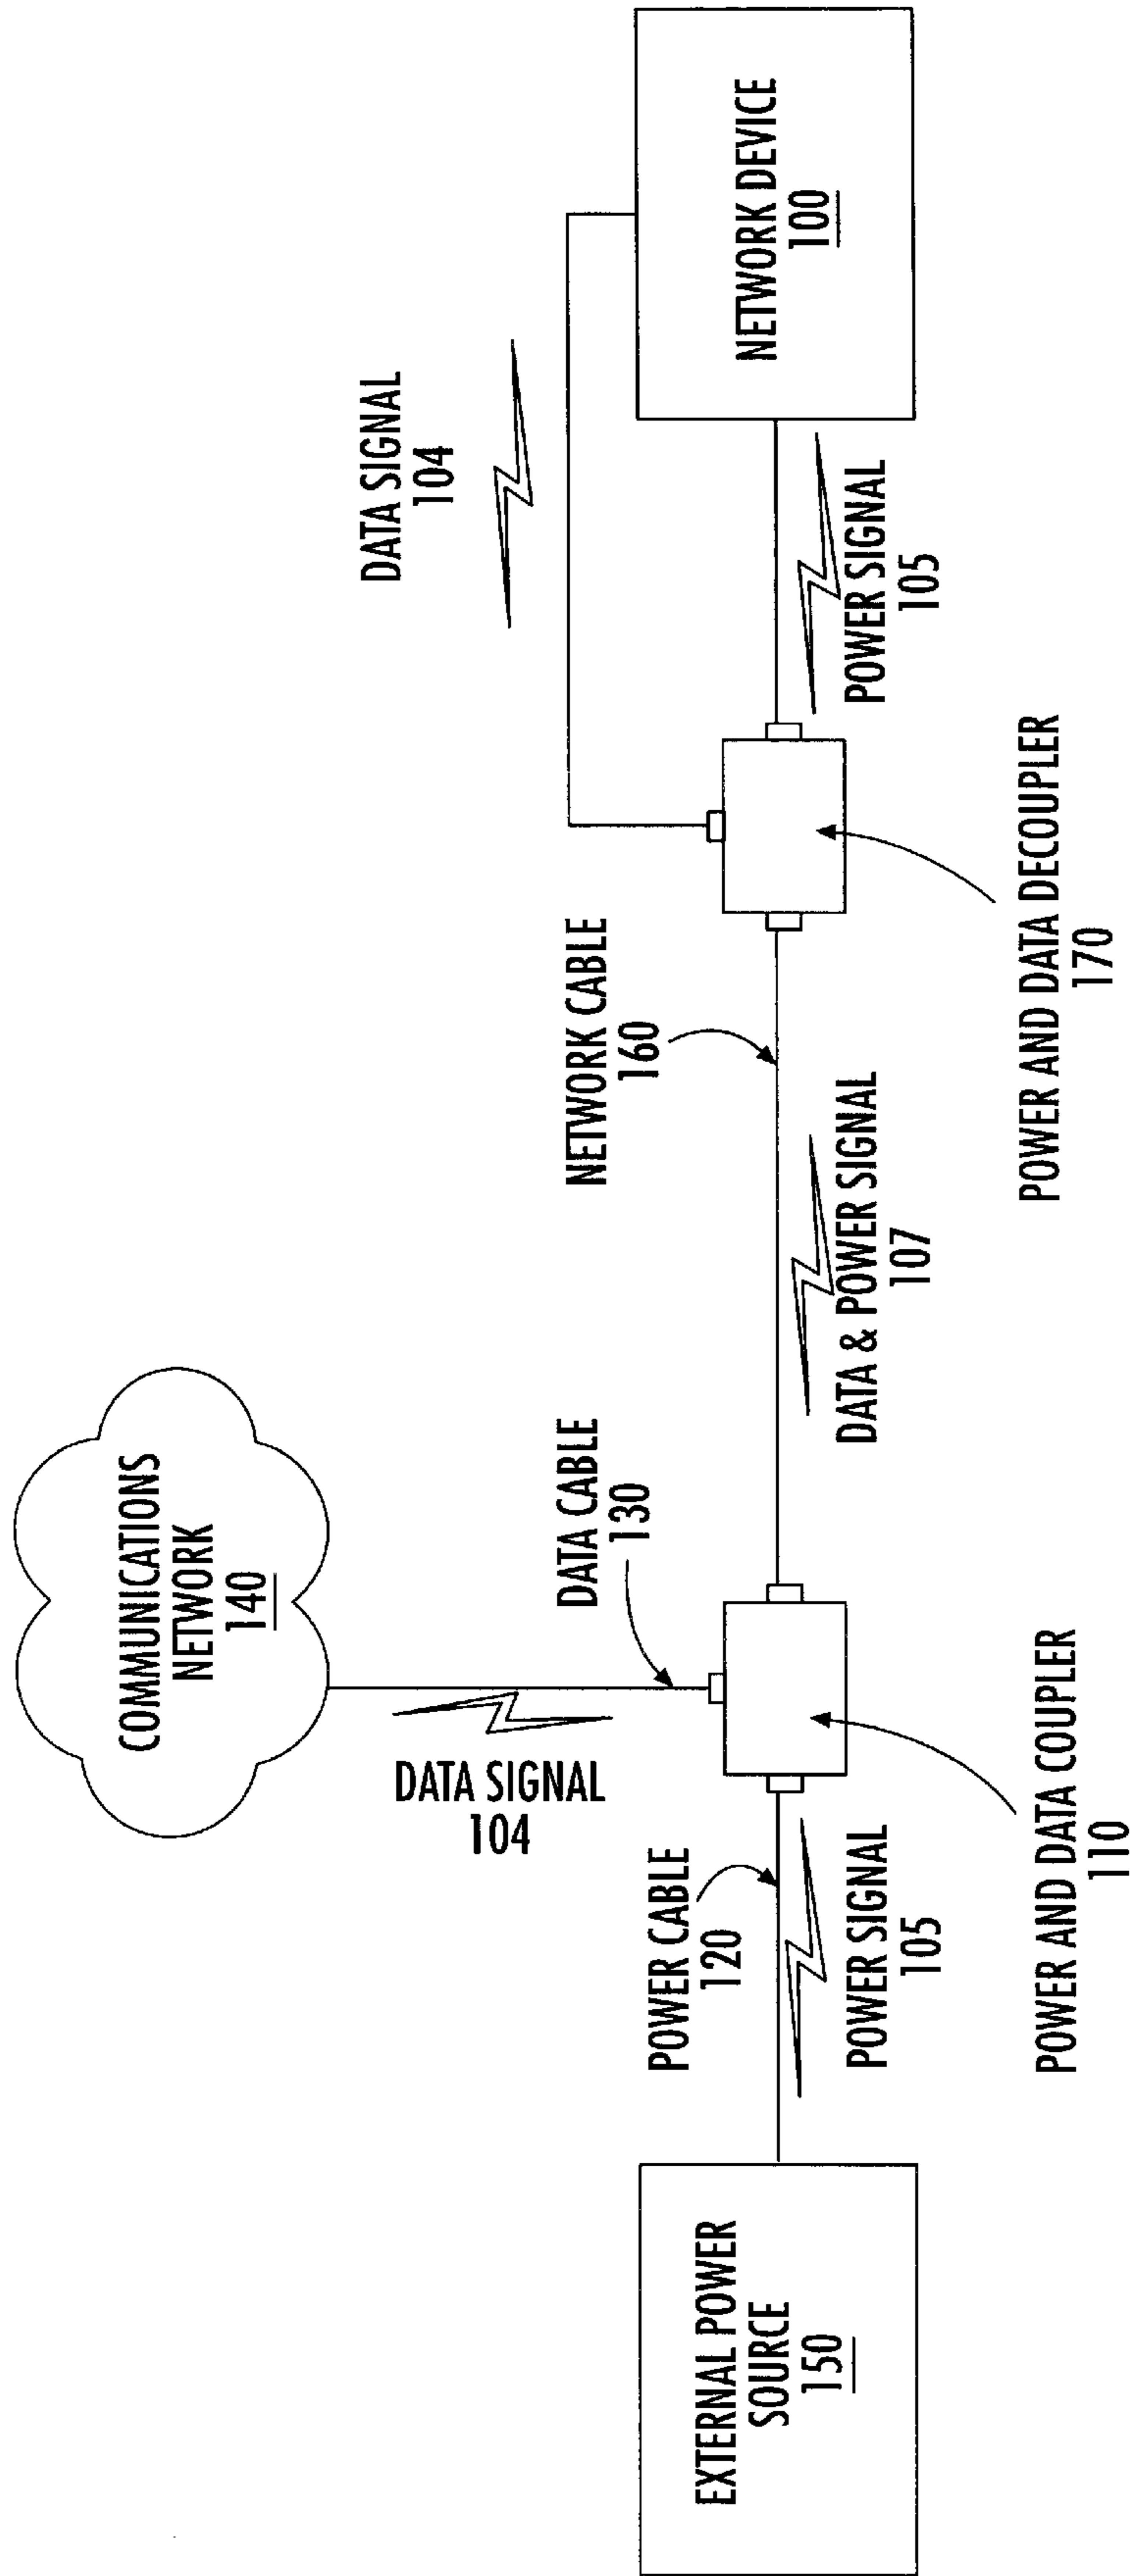 COMMUNICATIONS
NETWORK
140
DATA SIGNAL
104
DATA SIGNAL
104
DATA CABLE
130
NETWORK CABLE
160
POWER CABLE
120
EXTERNAL POWER
SOURCE
150
NETWORK DEVICE
100
POWER SIGNAL
105
DATA & POWER SIGNAL
107
POWER SIGNAL
105
POWER AND DATA COUPLER
110
POWER AND DATA DECOUPLER
170